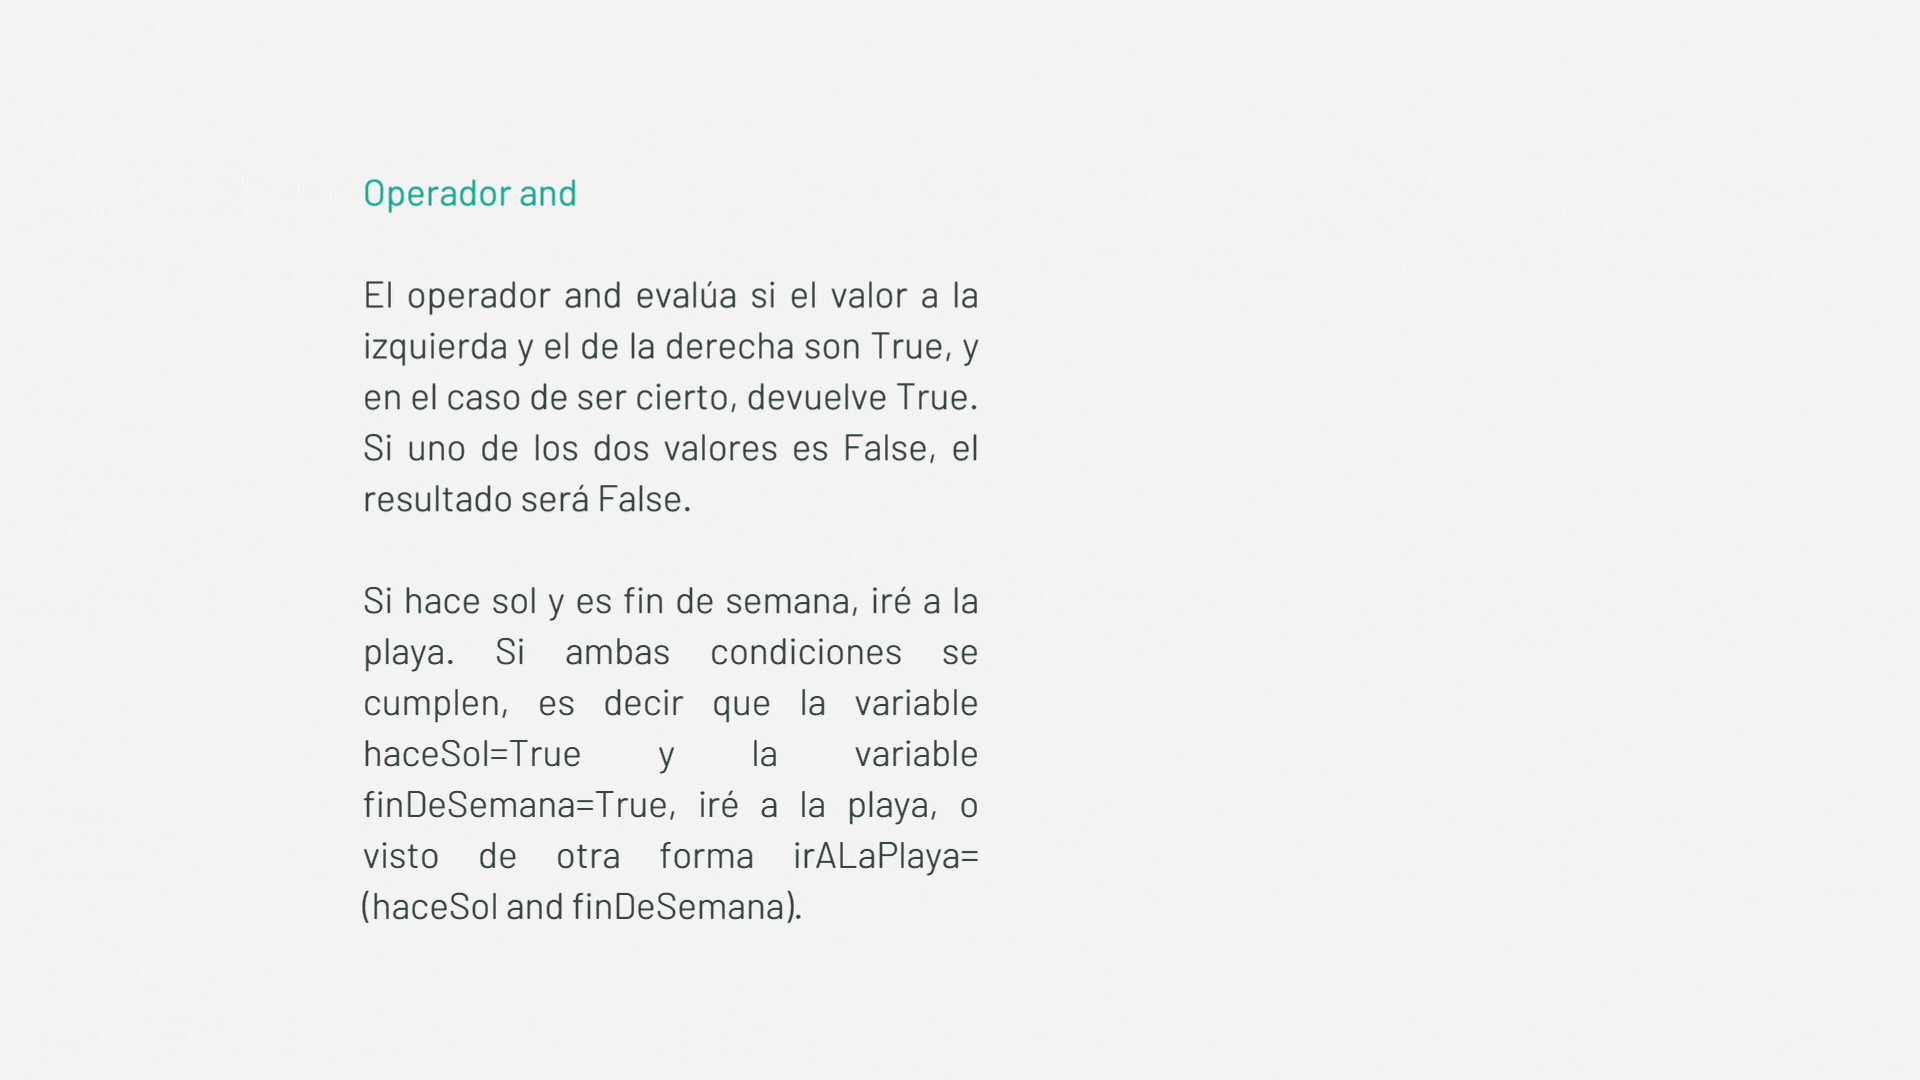 Operador and
El operador and evalúa si el valor a la
izquierda y el de la derecha son True, y
en el caso de ser cierto, devuelve True.
Si uno de los dos valores es False, el
resultado será False.
Si hace sol y es fin de semana, iré a la
playa. Si ambas condiciones se
cumplen, es decir que la variable
haceSol=True y la variable
finDeSemana=True, iré a la playa, o
visto de otra forma irALaPlaya=
(haceSol and finDeSemana).